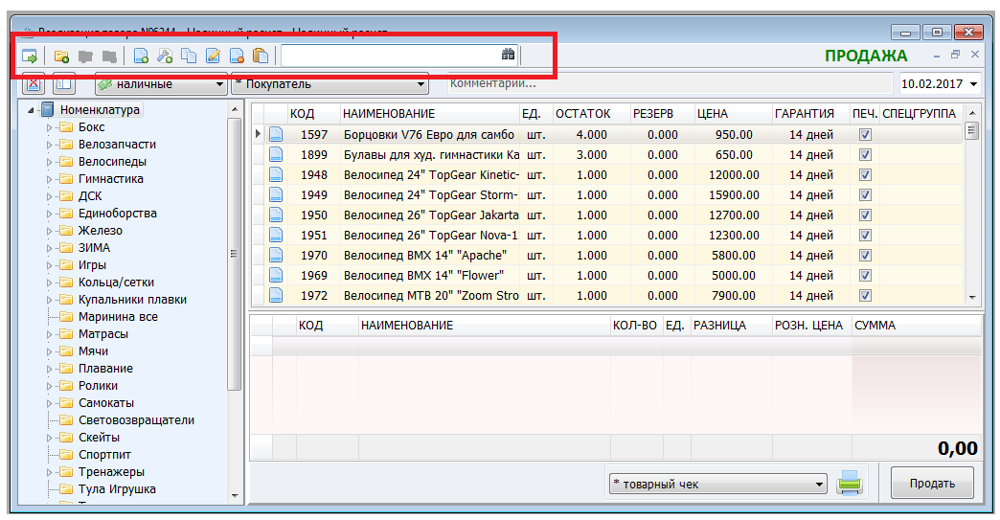 Реализация товара №6244 - Наличный расчет - Наличный расчет
ПРОДАЖА
наличные
* Покупатель
Комментарий...
10.02.2017
Номенклатура
Бокс
Велозапчасти
Велосипеды
Гимнастика
ДСК
Единоборства
Железо
ЗИМА
Игры
Кольца/сетки
Купальники плавки
Маринина все
Матрасы
Мячи
Плавание
Ролики
Самокаты
Световозвращатели
Скейты
Спортпит
Тренажеры
Тула Игрушка
КОД НАИМЕНОВАНИЕ ЕД. ОСТАТОК РЕЗЕРВ ЦЕНА ГАРАНТИЯ ПЕЧ. СПЕЦГРУППА
1597 Борцовки V76 Евро для самбо шт. 4.000 0.000 950.00 14 дней
1899 Булавы для худ. гимнастики Ка шт. 3.000 0.000 650.00 14 дней
1948 Велосипед 24" TopGear Kinetic- шт. 1.000 0.000 12000.00 14 дней
1949 Велосипед 24" TopGear Storm- шт. 1.000 0.000 15900.00 14 дней
1950 Велосипед 26" TopGear Jakarta шт. 1.000 0.000 12700.00 14 дней
1951 Велосипед 26" TopGear Nova-1 шт. 1.000 0.000 12300.00 14 дней
1970 Велосипед BMX 14" "Apache" шт. 1.000 0.000 5800.00 14 дней
1969 Велосипед BMX 14" "Flower" шт. 1.000 0.000 5000.00 14 дней
1972 Велосипед MTB 20" "Zoom Stro шт. 1.000 0.000 7900.00 14 дней
КОД НАИМЕНОВАНИЕ КОЛ-ВО ЕД. РАЗНИЦА РОЗН. ЦЕНА СУММА
0,00
* товарный чек
Продать